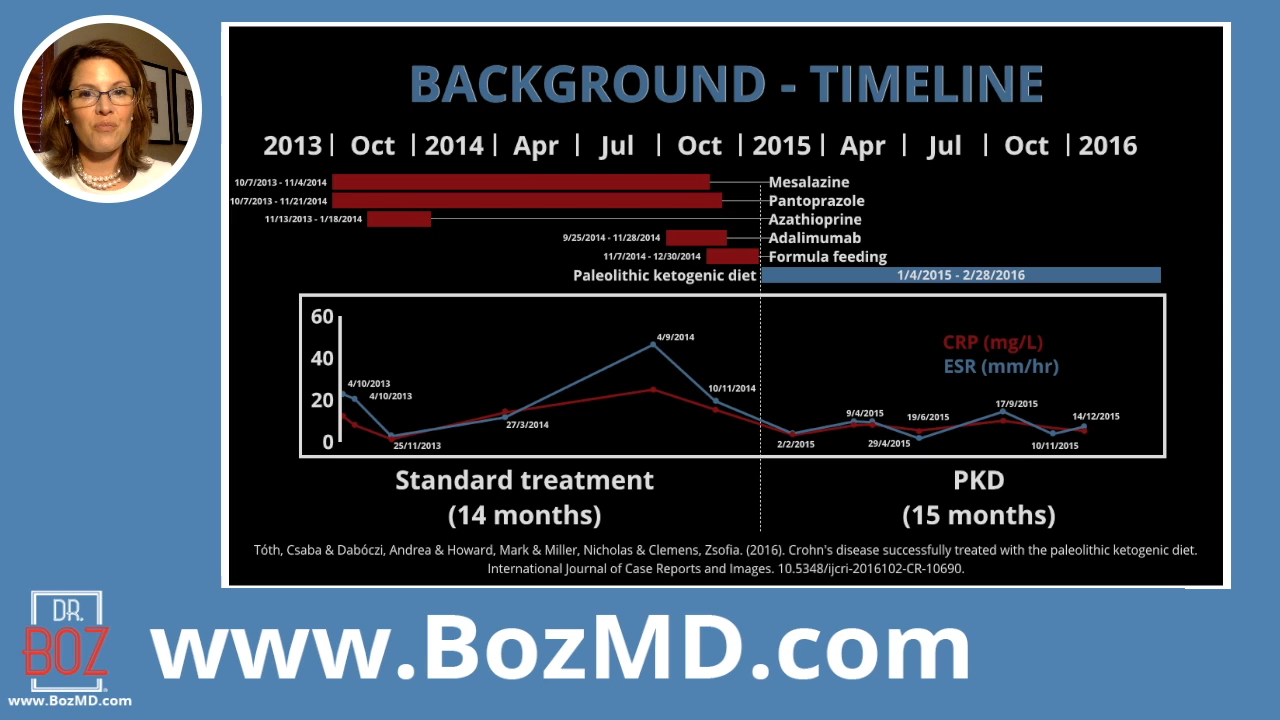 BACKGROUND - TIMELINE
2013 | Oct | 2014 | Apr | Jul | Oct | 2015 | Apr | Jul | Oct | 2016
10/7/2013 - 11/4/2014 Mesalazine
10/7/2013 - 11/21/2014 Pantoprazole
11/13/2013 - 1/18/2014 Azathioprine
9/25/2014 - 11/28/2014 Adalimumab
11/7/2014 - 12/30/2014 Formula feeding
Paleolithic ketogenic diet 1/4/2015 - 2/28/2016
60
40
20
0
4/10/2013
4/10/2013
25/11/2013
27/3/2014
4/9/2014
10/11/2014
2/2/2015
9/4/2015
29/4/2015
19/6/2015
17/9/2015
10/11/2015
14/12/2015
CRP (mg/L)
ESR (mm/hr)
Standard treatment
(14 months)
PKD
(15 months)
Tóth, Csaba & Dabóczi, Andrea & Howard, Mark & Miller, Nicholas & Clemens, Zsofia. (2016). Crohn's disease successfully treated with the paleolithic ketogenic diet.
International Journal of Case Reports and Images. 10.5348/ijcri-2016102-CR-10690.
DR.
BOZ
www.BozMD.com
www.BozMD.com